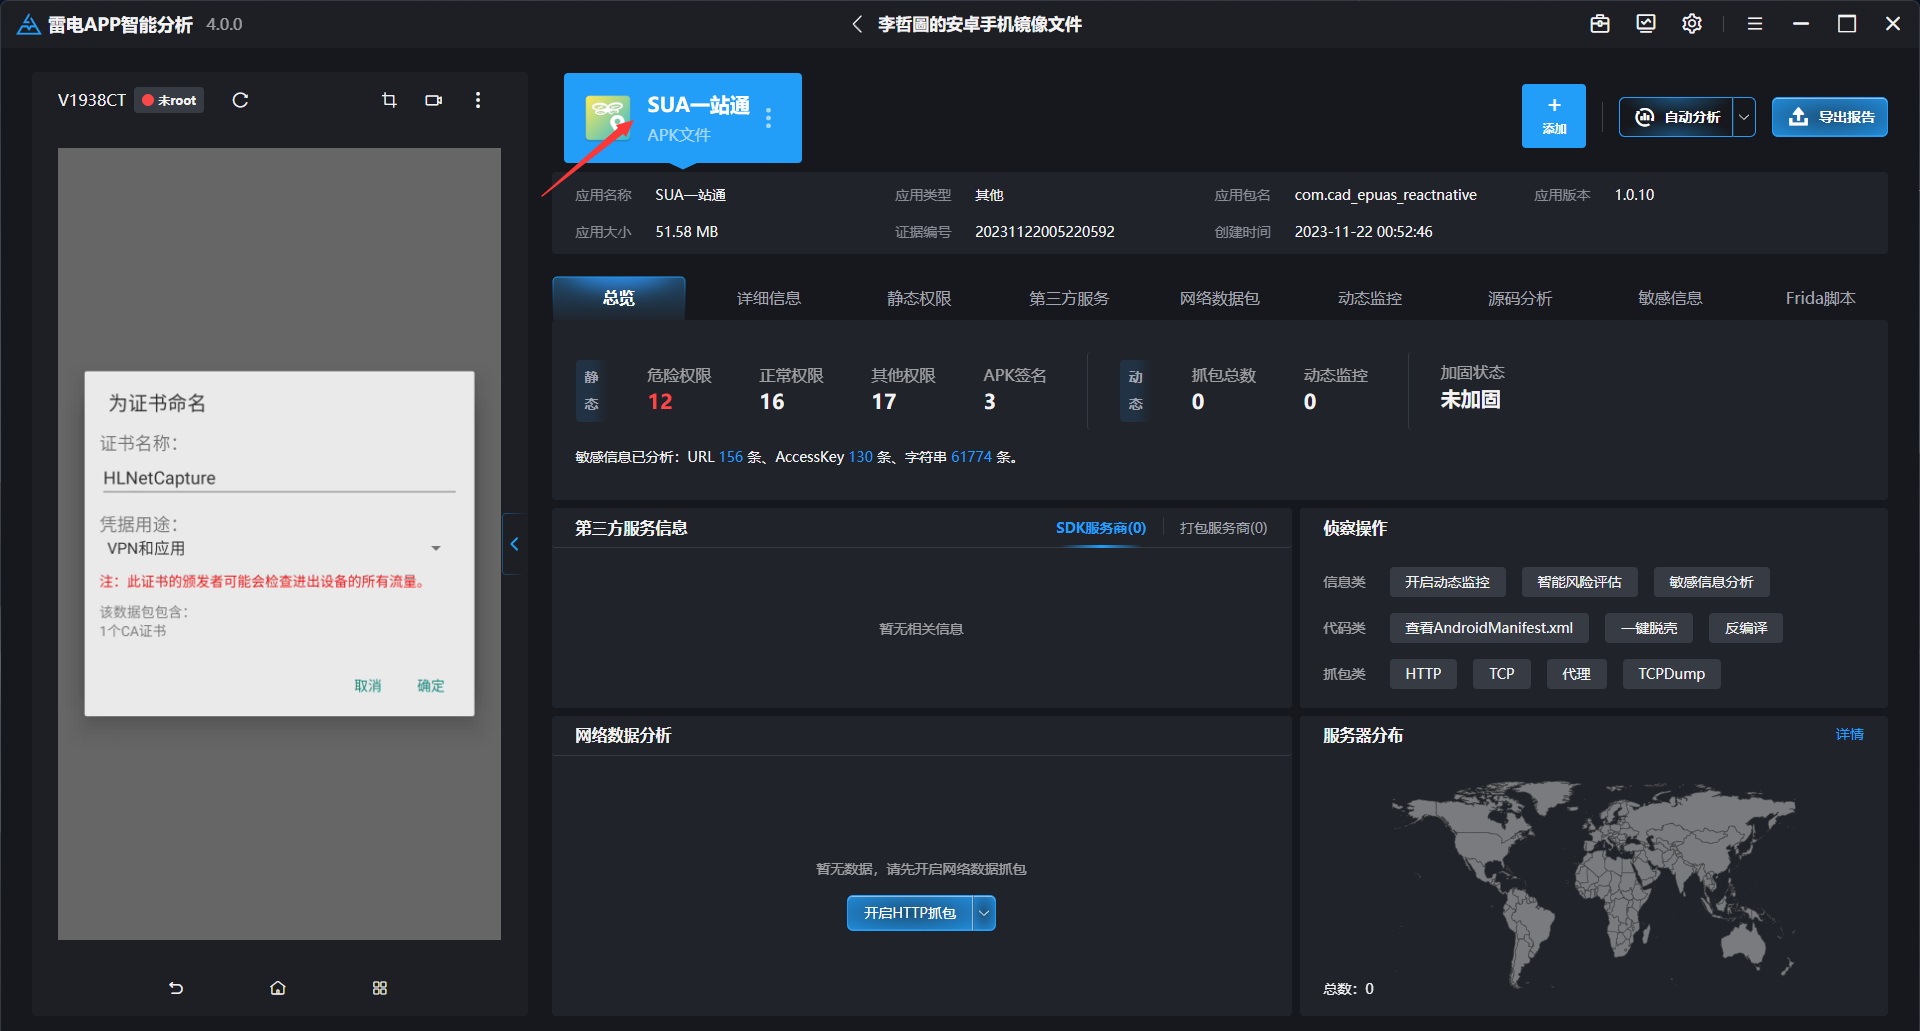 雷电APP智能分析 4.0.0
李哲圖的安卓手机镜像文件
V1938CT 未root
为证书命名
证书名称：
HLNetCapture
凭据用途：
VPN和应用
注：此证书的颁发者可能会检查进出设备的所有流量。
该数据包包含：
1个CA证书
取消 确定
SUA一站通
APK文件
添加
自动分析
导出报告
应用名称 SUA一站通 应用类型 其他 应用包名 com.cad_epuas_reactnative 应用版本 1.0.10
应用大小 51.58 MB 证据编号 20231122005220592 创建时间 2023-11-22 00:52:46
总览 详细信息 静态权限 第三方服务 网络数据包 动态监控 源码分析 敏感信息 Frida脚本
静态
危险权限 正常权限 其他权限 APK签名
12 16 17 3
动态
抓包总数 动态监控
0 0
加固状态
未加固
敏感信息已分析：URL 156 条、AccessKey 130 条、字符串 61774 条。
第三方服务信息 SDK服务商(0) 打包服务商(0)
暂无相关信息
侦察操作
信息类 开启动态监控 智能风险评估 敏感信息分析
代码类 查看AndroidManifest.xml 一键脱壳 反编译
抓包类 HTTP TCP 代理 TCPDump
网络数据分析
暂无数据，请先开启网络数据抓包
开启HTTP抓包
服务器分布 详情
总数：0